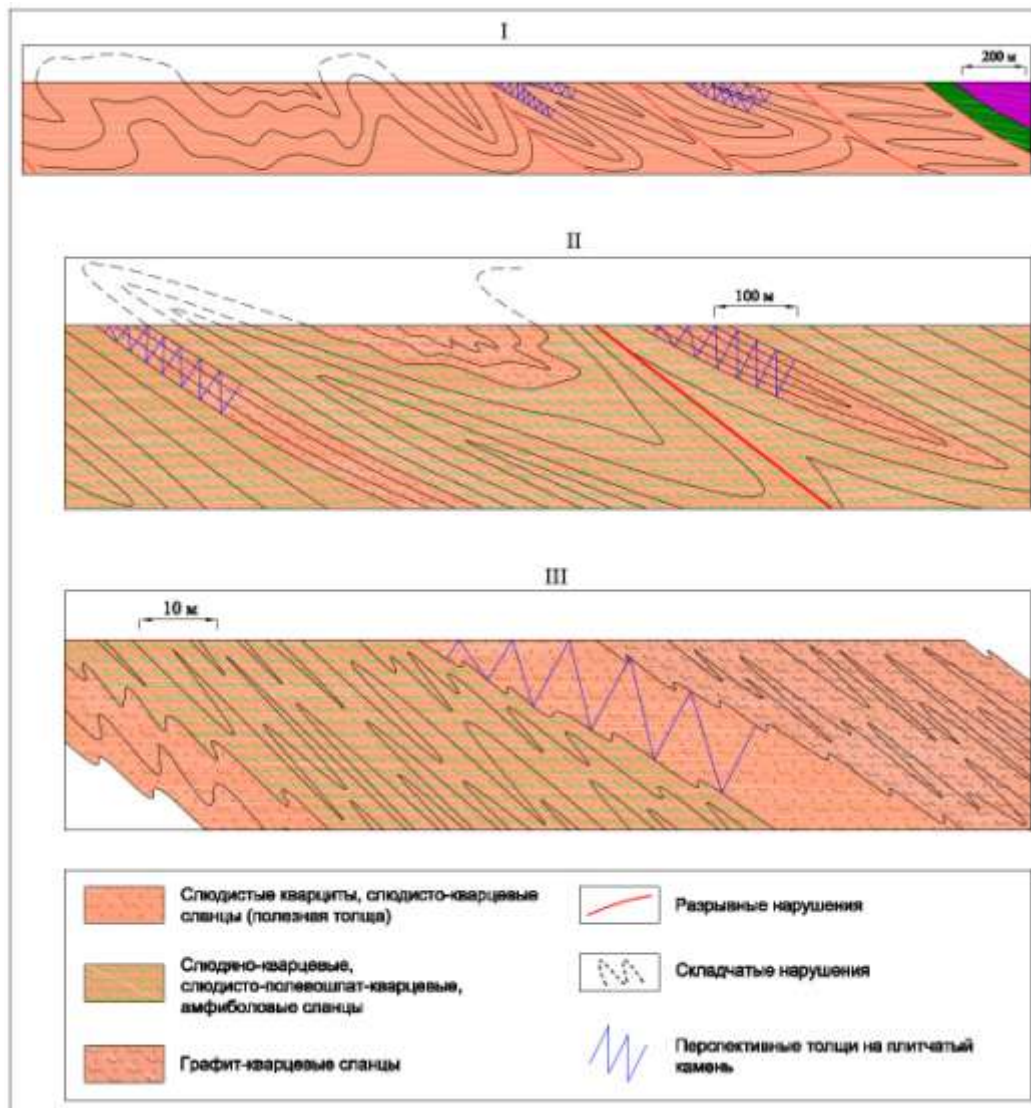 I
200 м
II
100 м
III
10 м
Слюдистые кварциты, слюдисто-кварцевые
сланцы (полезная толща)
Слюдяно-кварцевые,
слюдисто-полевошпат-кварцевые,
амфиболовые сланцы
Графит-кварцевые сланцы
Разрывные нарушения
Складчатые нарушения
Перспективные толщи на плитчатый
камень